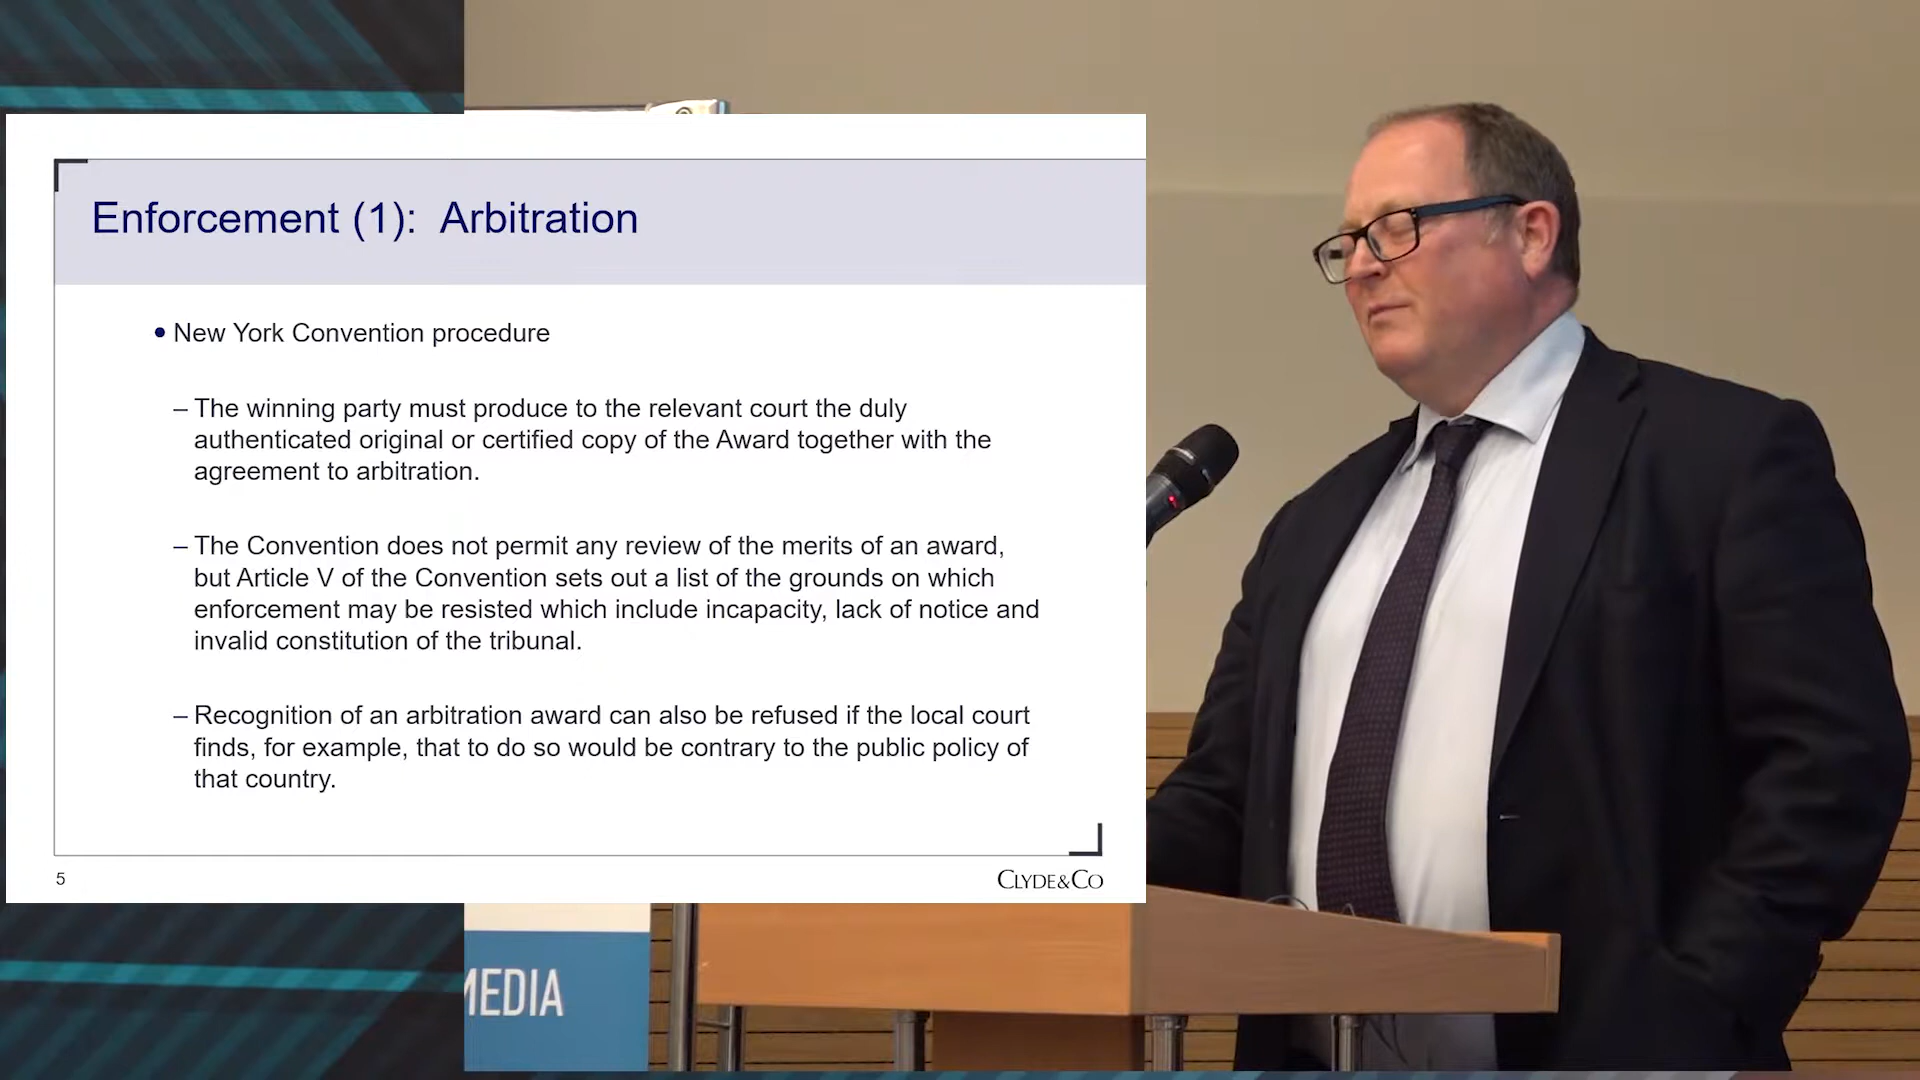 Enforcement (1): Arbitration
• New York Convention procedure
– The winning party must produce to the relevant court the duly
authenticated original or certified copy of the Award together with the
agreement to arbitration.
– The Convention does not permit any review of the merits of an award,
but Article V of the Convention sets out a list of the grounds on which
enforcement may be resisted which include incapacity, lack of notice and
invalid constitution of the tribunal.
– Recognition of an arbitration award can also be refused if the local court
finds, for example, that to do so would be contrary to the public policy of
that country.
5
CLYDE&CO
MEDIA